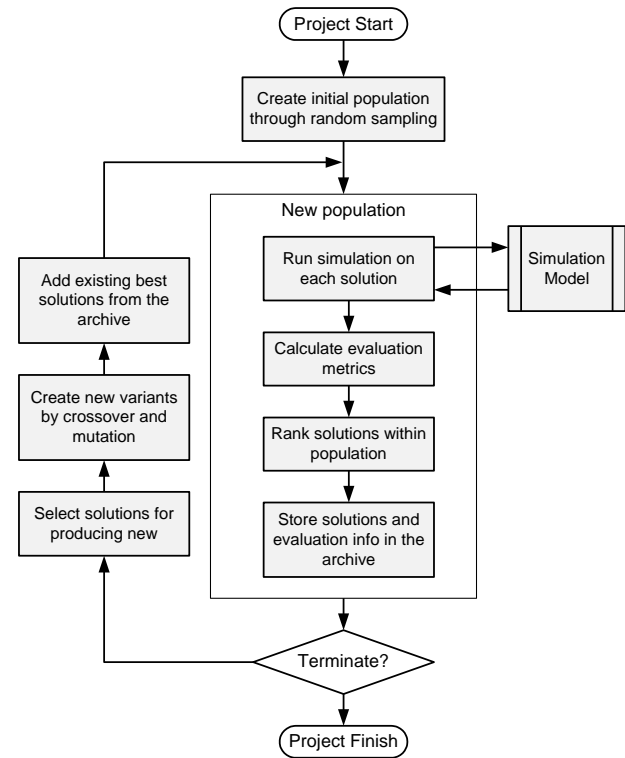 Project Start
Create initial population
through random sampling
New population
Run simulation on
each solution
Simulation
Model
Calculate evaluation
metrics
Rank solutions within
population
Store solutions and
evaluation info in the
archive
Terminate?
Select solutions for
producing new
Create new variants
by crossover and
mutation
Add existing best
solutions from the
archive
Project Finish